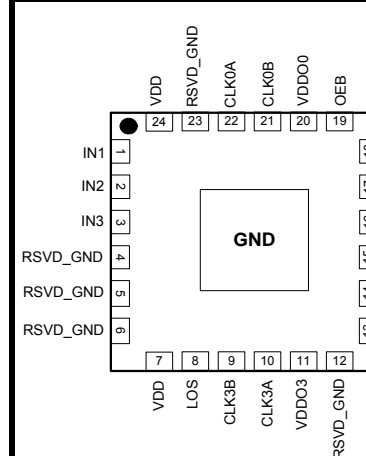 VDD
RSVD_GND
CLK0A
CLK0B
VDDO0
OEB
24
23
22
21
20
19
IN1
1
IN2
2
IN3
3
RSVD_GND
4
RSVD_GND
5
RSVD_GND
6
GND
7
8
9
10
11
12
VDD
LOS
CLK3B
CLK3A
VDDO3
RSVD_GND